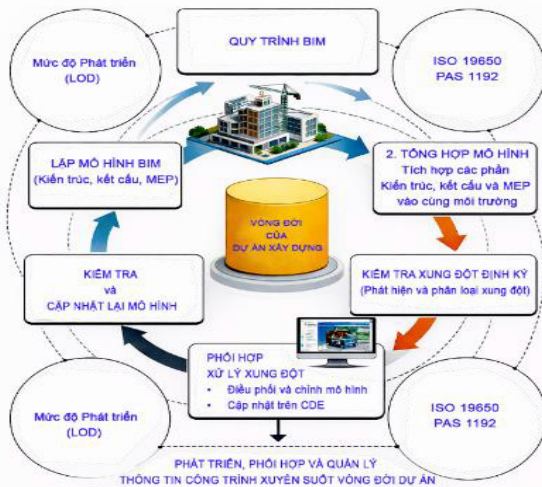 QUY TRÌNH BIM
Mức độ Phát triển
(LOD)
ISO 19650
PAS 1192
LẬP MÔ HÌNH BIM
(Kiến trúc, kết cấu, MEP)
2. TỔNG HỢP MÔ HÌNH
Tích hợp các phần
Kiến trúc, kết cấu và MEP
vào cùng môi trường
VÒNG ĐỜI
CỦA
DỰ ÁN XÂY DỰNG
KIỂM TRA
và
CẬP NHẬT LẠI MÔ HÌNH
KIỂM TRA XUNG ĐỘT ĐỊNH KỲ
(Phát hiện và phân loại xung đột)
PHỐI HỢP
XỬ LÝ XUNG ĐỘT
• Điều phối và chỉnh mô hình
• Cập nhật trên CDE
Mức độ Phát triển
(LOD)
ISO 19650
PAS 1192
PHÁT TRIỂN, PHỐI HỢP VÀ QUẢN LÝ
THÔNG TIN CÔNG TRÌNH XUYÊN SUỐT VÒNG ĐỜI DỰ ÁN